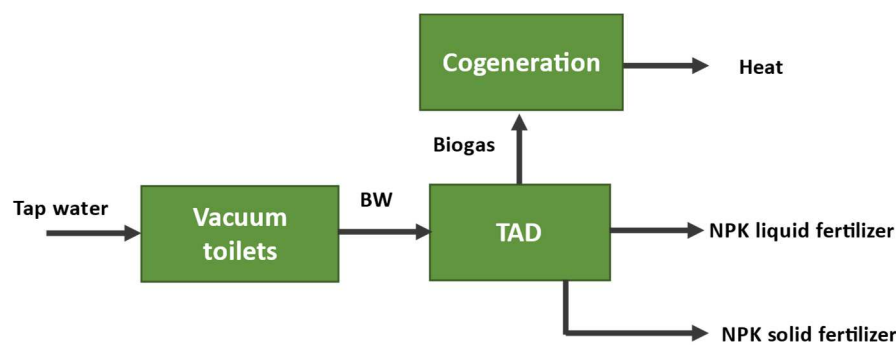 Cogeneration
Heat
Biogas
Tap water
Vacuum
toilets
BW
TAD
NPK liquid fertilizer
NPK solid fertilizer